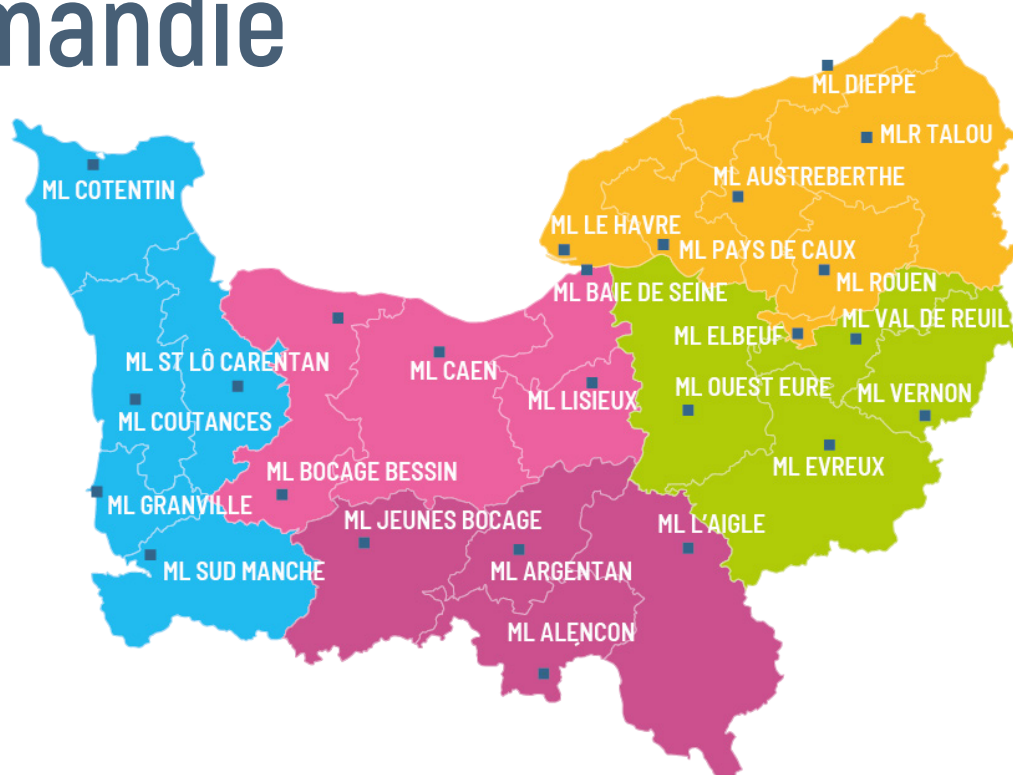 mandie
ML DIEPPE
MLR TALOU
ML COTENTIN
ML AUSTREBERTHE
ML LE HAVRE
ML PAYS DE CAUX
ML ROUEN
ML BAIE DE SEINE
ML VAL DE REUIL
ML ELBEUF
ML ST LÔ CARENTAN
ML CAEN
ML OUEST EURE
ML VERNON
ML LISIEUX
ML COUTANCES
ML EVREUX
ML BOCAGE BESSIN
ML GRANVILLE
ML JEUNES BOCAGE
ML L'AIGLE
ML SUD MANCHE
ML ARGENTAN
ML ALENÇON